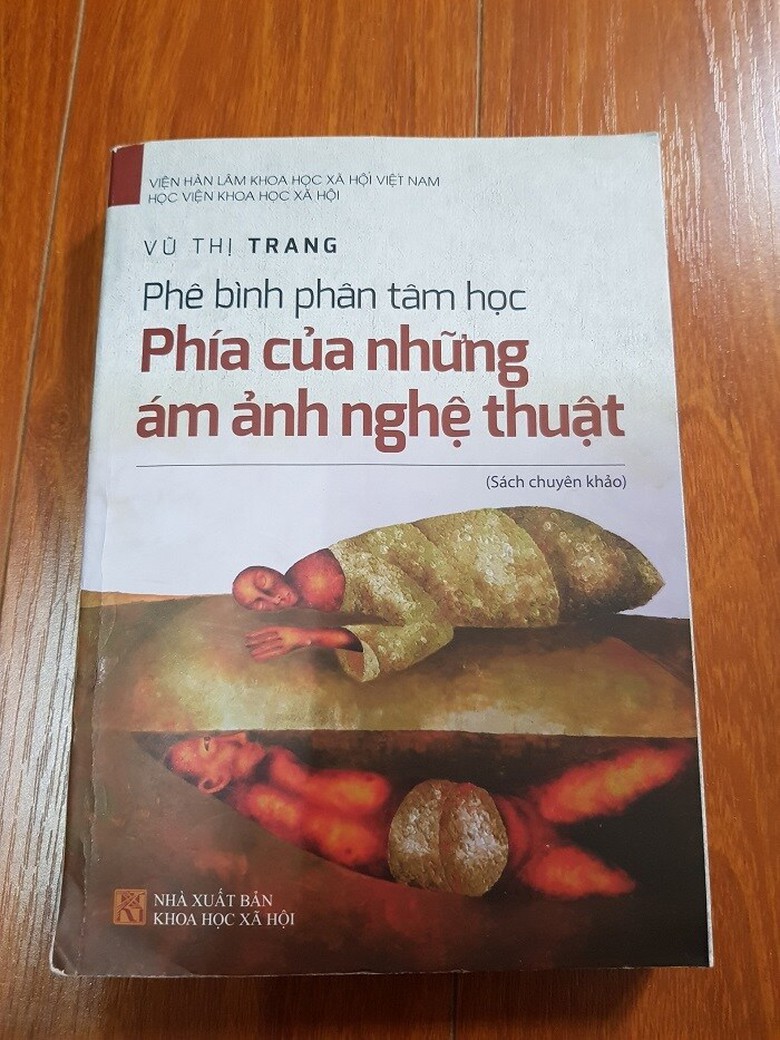 VIỆN HÀN LÂM KHOA HỌC XÃ HỘI VIỆT NAM
HỌC VIỆN KHOA HỌC XÃ HỘI
VŨ THỊ TRANG
Phê bình phân tâm học
Phía của những
ám ảnh nghệ thuật
(Sách chuyên khảo)
NHÀ XUẤT BẢN
KHOA HỌC XÃ HỘI